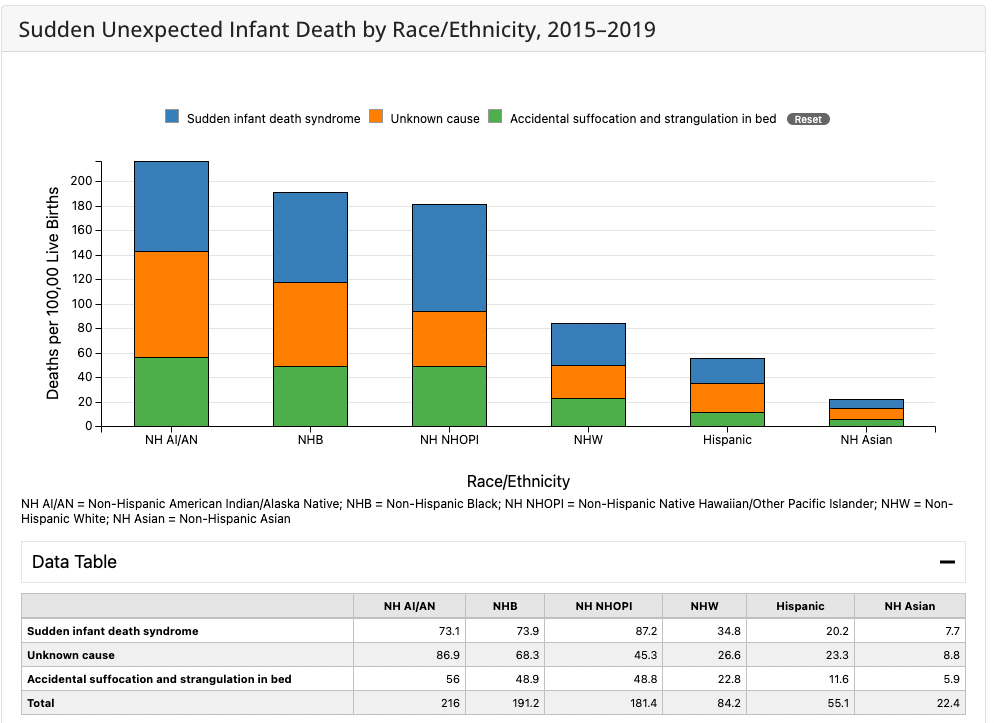 Sudden Unexpected Infant Death by Race/Ethnicity, 2015–2019
Sudden infant death syndrome Unknown cause Accidental suffocation and strangulation in bed Reset
Deaths per 100,00 Live Births
200
180
160
140
120
100
80
60
40
20
0
NH AI/AN NHB NH NHOPI NHW Hispanic NH Asian
Race/Ethnicity
NH AI/AN = Non-Hispanic American Indian/Alaska Native; NHB = Non-Hispanic Black; NH NHOPI = Non-Hispanic Native Hawaiian/Other Pacific Islander; NHW = Non-
Hispanic White; NH Asian = Non-Hispanic Asian
Data Table
NH AI/AN NHB NH NHOPI NHW Hispanic NH Asian
Sudden infant death syndrome 73.1 73.9 87.2 34.8 20.2 7.7
Unknown cause 86.9 68.3 45.3 26.6 23.3 8.8
Accidental suffocation and strangulation in bed 56 48.9 48.8 22.8 11.6 5.9
Total 216 191.2 181.4 84.2 55.1 22.4